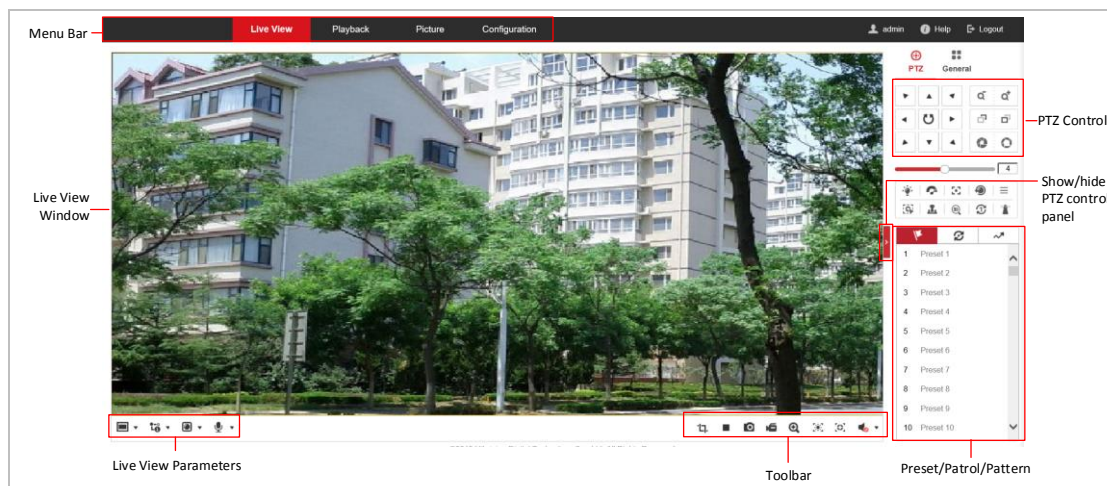 Menu Bar
Live View Playback Picture Configuration admin Help Logout
PTZ General
PTZ Control
4
Show/hide
PTZ control
panel
Live View
Window
1 Preset 1
2 Preset 2
3 Preset 3
4 Preset 4
5 Preset 5
6 Preset 6
7 Preset 7
8 Preset 8
9 Preset 9
10 Preset 10
Live View Parameters
Toolbar
Preset/Patrol/Pattern